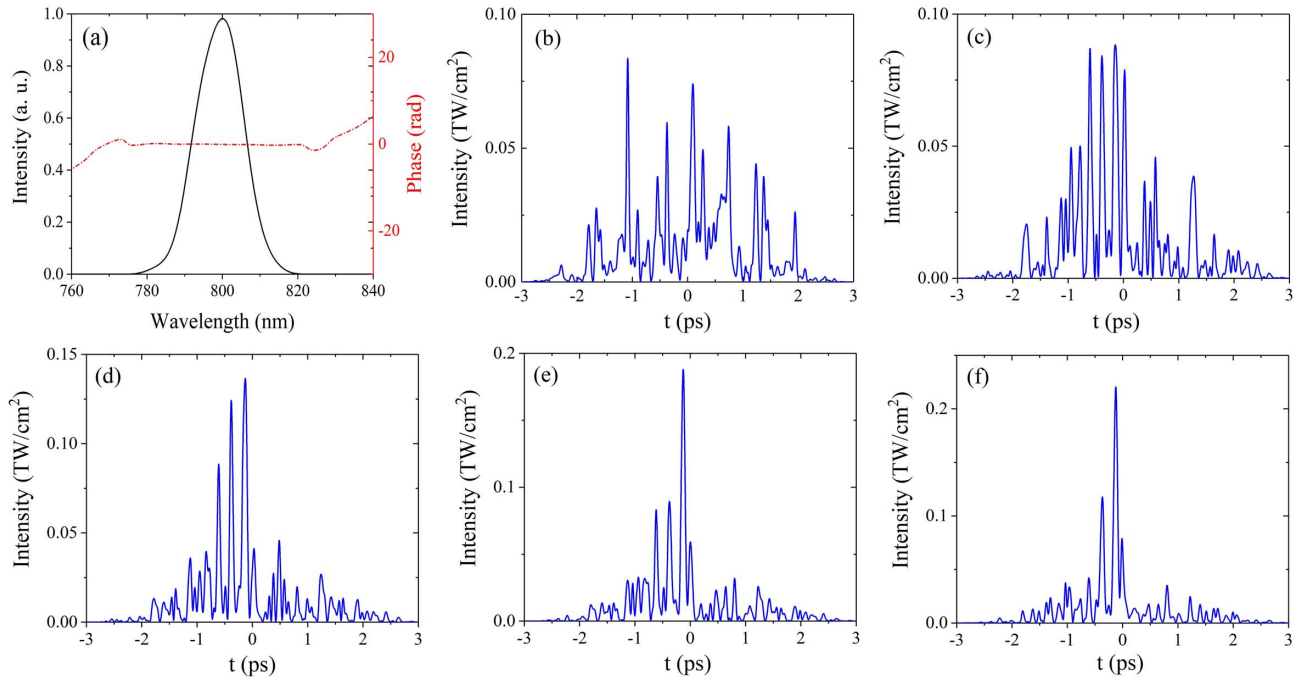 (a)
Intensity (a. u.)
1.0
0.8
0.6
0.4
0.2
0.0
760 780 800 820 840
Wavelength (nm)
20
0
-20
Phase (rad)
(b)
Intensity (TW/cm²)
0.10
0.05
0.00
-3 -2 -1 0 1 2 3
t (ps)
(c)
Intensity (TW/cm²)
0.10
0.05
0.00
-3 -2 -1 0 1 2 3
t (ps)
(d)
Intensity (TW/cm²)
0.15
0.10
0.05
0.00
-3 -2 -1 0 1 2 3
t (ps)
(e)
Intensity (TW/cm²)
0.2
0.1
0.0
-3 -2 -1 0 1 2 3
t (ps)
(f)
Intensity (TW/cm²)
0.2
0.1
0.0
-3 -2 -1 0 1 2 3
t (ps)